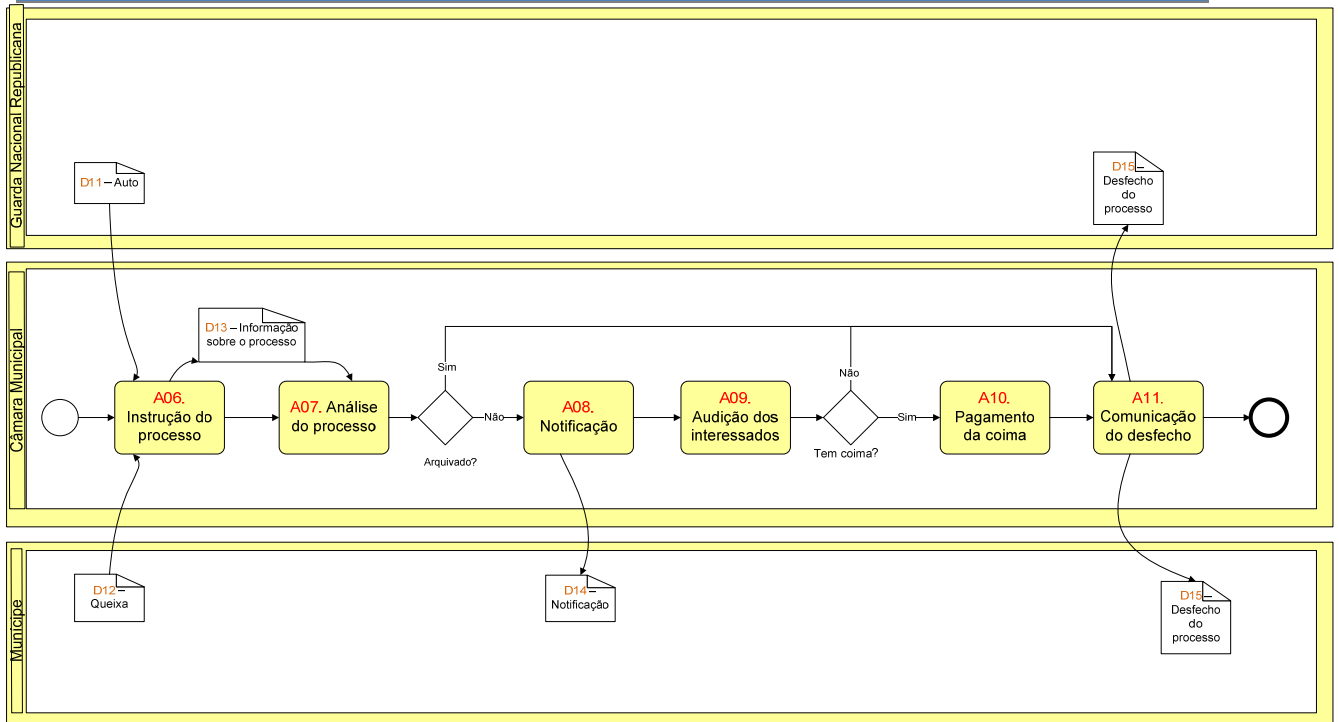 Guarda Nacional Republicana
D11 – Auto
D15 –
Desfecho
do
processo
Câmara Municipal
D13 – Informação
sobre o processo
Sim
Não
A06.
Instrução do
processo
A07. Análise
do processo
Não
A08.
Notificação
A09.
Audição dos
interessados
Sim
A10.
Pagamento
da coima
A11.
Comunicação
do desfecho
Arquivado?
Tem coima?
Munícipe
D12 –
Queixa
D14 –
Notificação
D15 –
Desfecho
do
processo